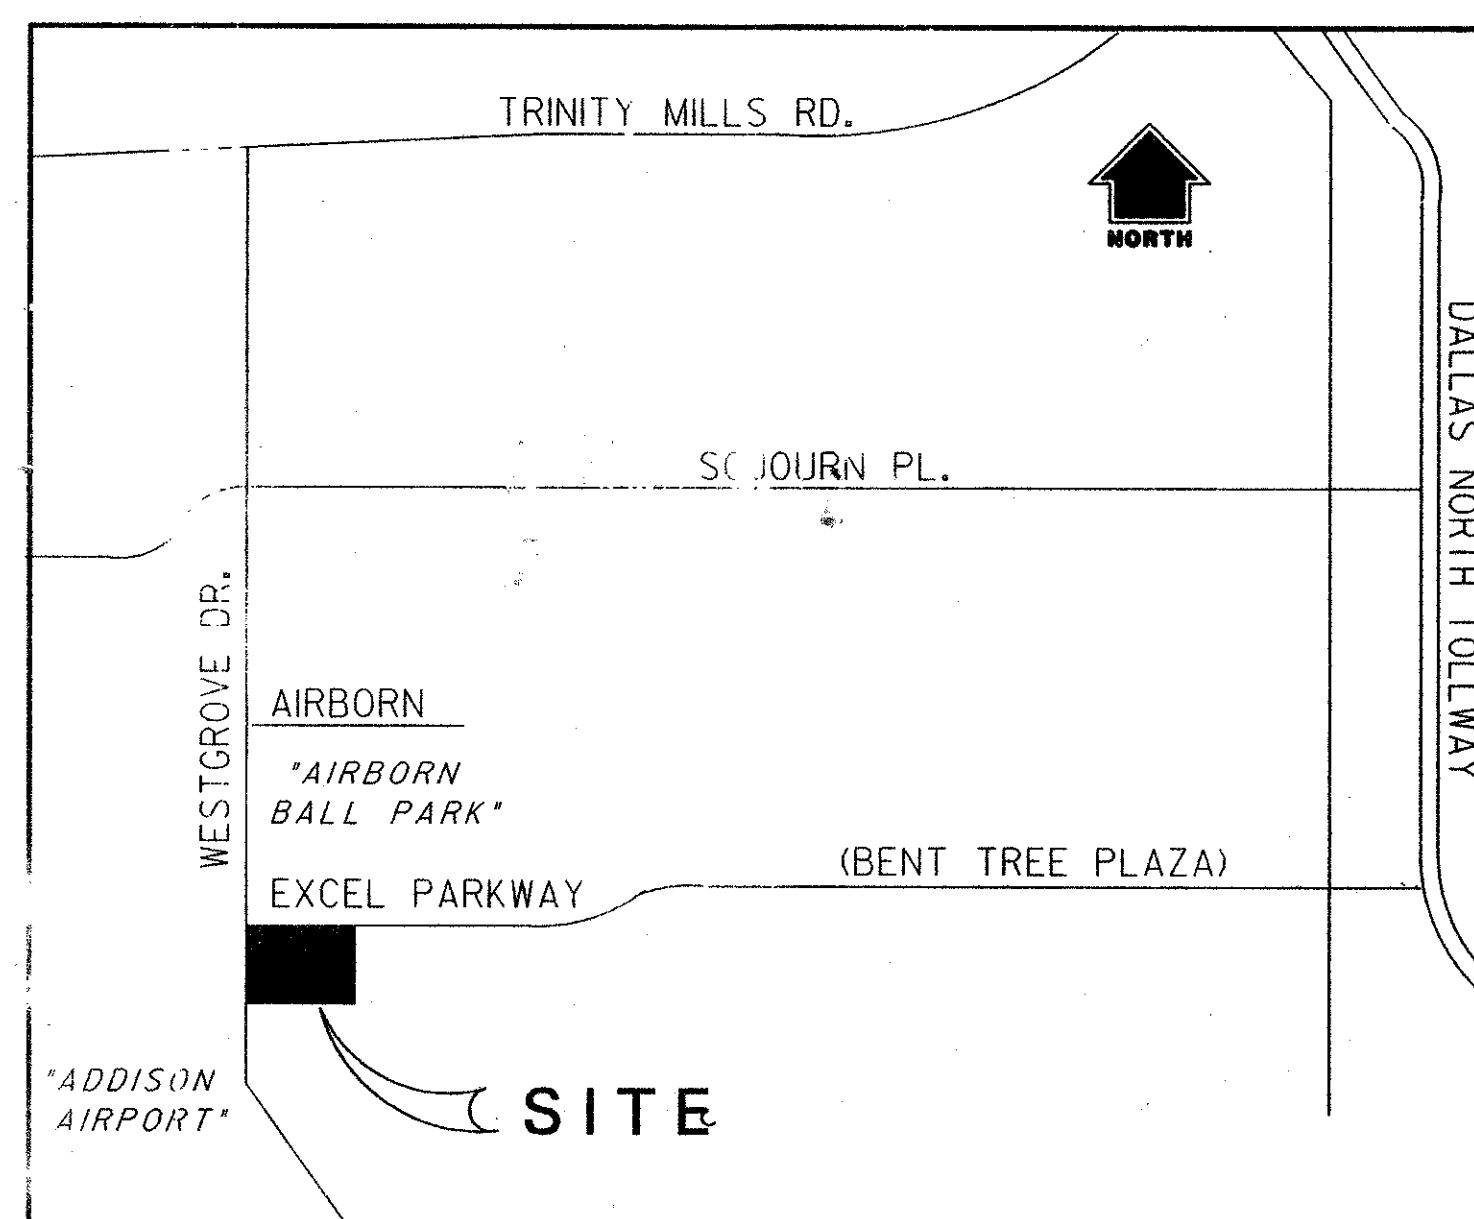 TRINITY MILLS RD.
NORTH
DALLAS NORTH TOLLWAY
SOJOURN PL.
WESTGROVE DR.
AIRBORN
"AIRBORN
BALL PARK"
(BENT TREE PLAZA)
EXCEL PARKWAY
"ADDISON
AIRPORT"
SITE